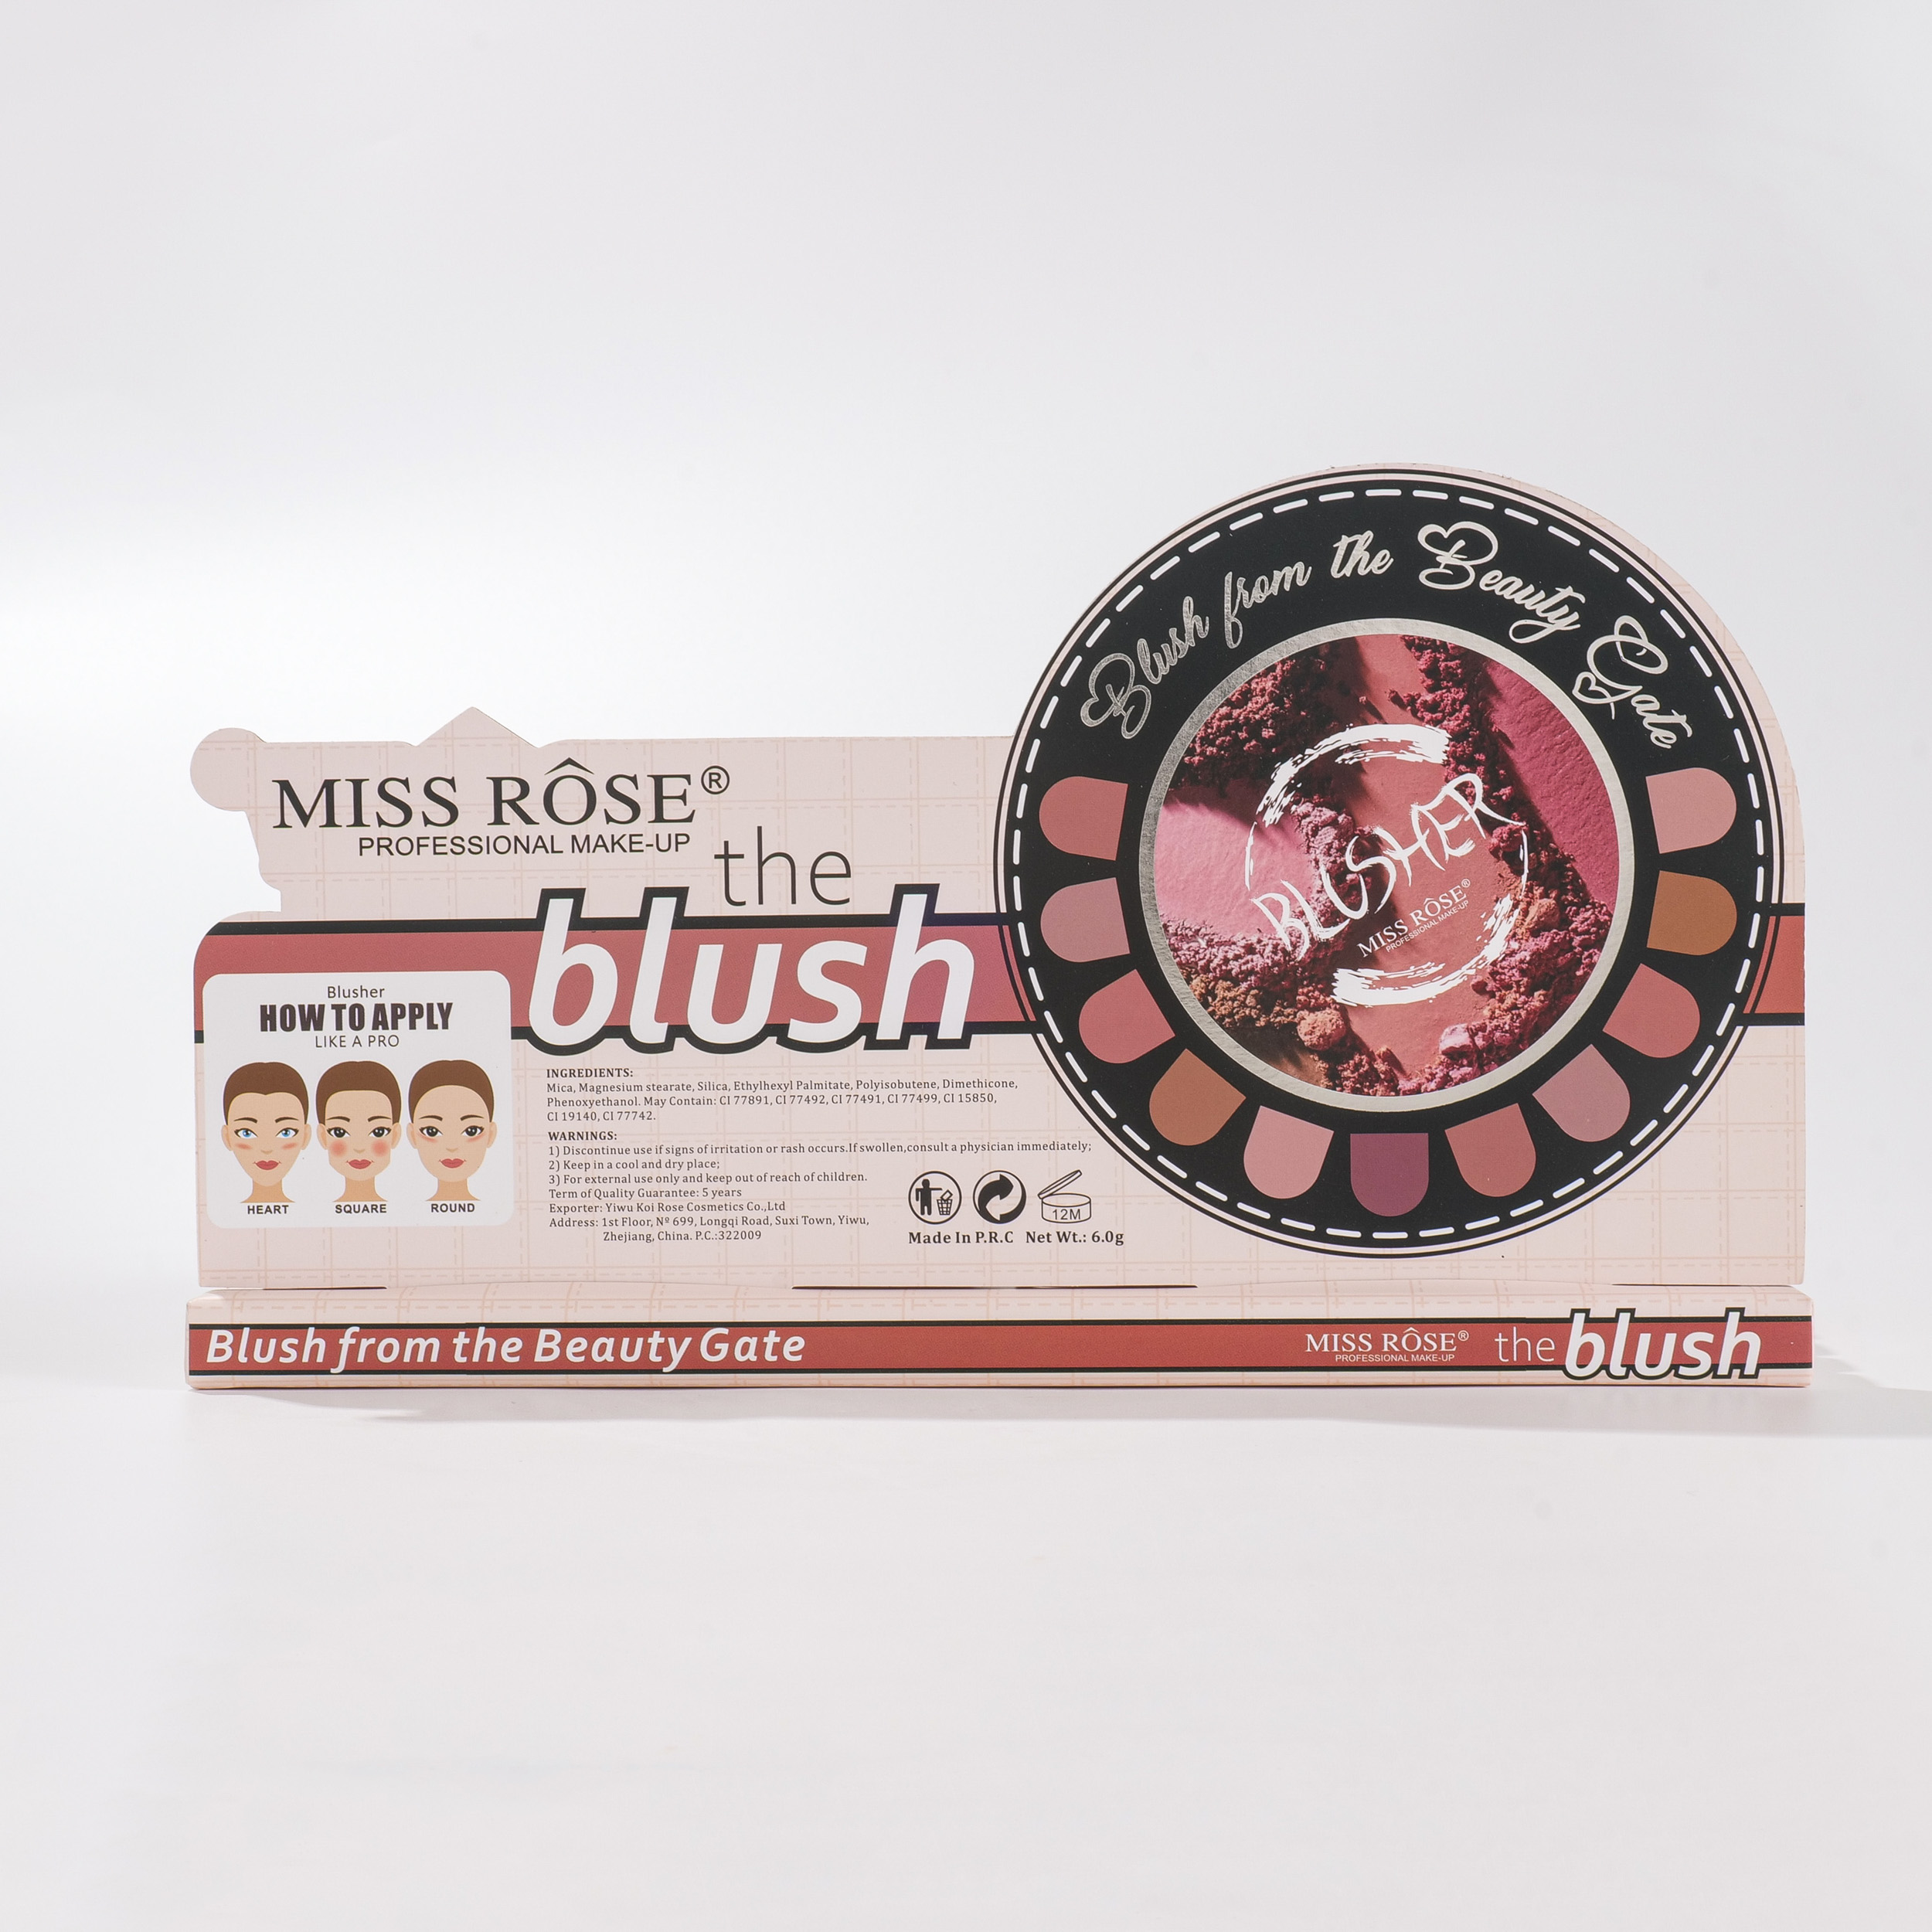 MISS RÔSE®
PROFESSIONAL MAKE-UP
the
blush
Blusher
HOW TO APPLY
LIKE A PRO
HEART SQUARE ROUND
INGREDIENTS:
Mica, Magnesium stearate, Silica, Ethylhexyl Palmitate, Polyisobutene, Dimethicone,
Phenoxyethanol. May Contain: CI 77891, CI 77492, CI 77491, CI 77499, CI 15850,
CI 19140, CI 77742.
WARNINGS:
1) Discontinue use if signs of irritation or rash occurs.If swollen,consult a physician immediately;
2) Keep in a cool and dry place;
3) For external use only and keep out of reach of children.
Term of Quality Guarantee: 5 years
Exporter: Yiwu Koi Rose Cosmetics Co.,Ltd
Address: 1st Floor, Nº 699, Longqi Road, Suxi Town, Yiwu,
Zhejiang, China. P.C.:322009
12M
Made In P.R.C Net Wt.: 6.0g
Blush from the Beauty Gate
BLUSHER
MISS RÔSE®
PROFESSIONAL MAKE-UP
Blush from the Beauty Gate
MISS RÔSE®
PROFESSIONAL MAKE-UP
the blush